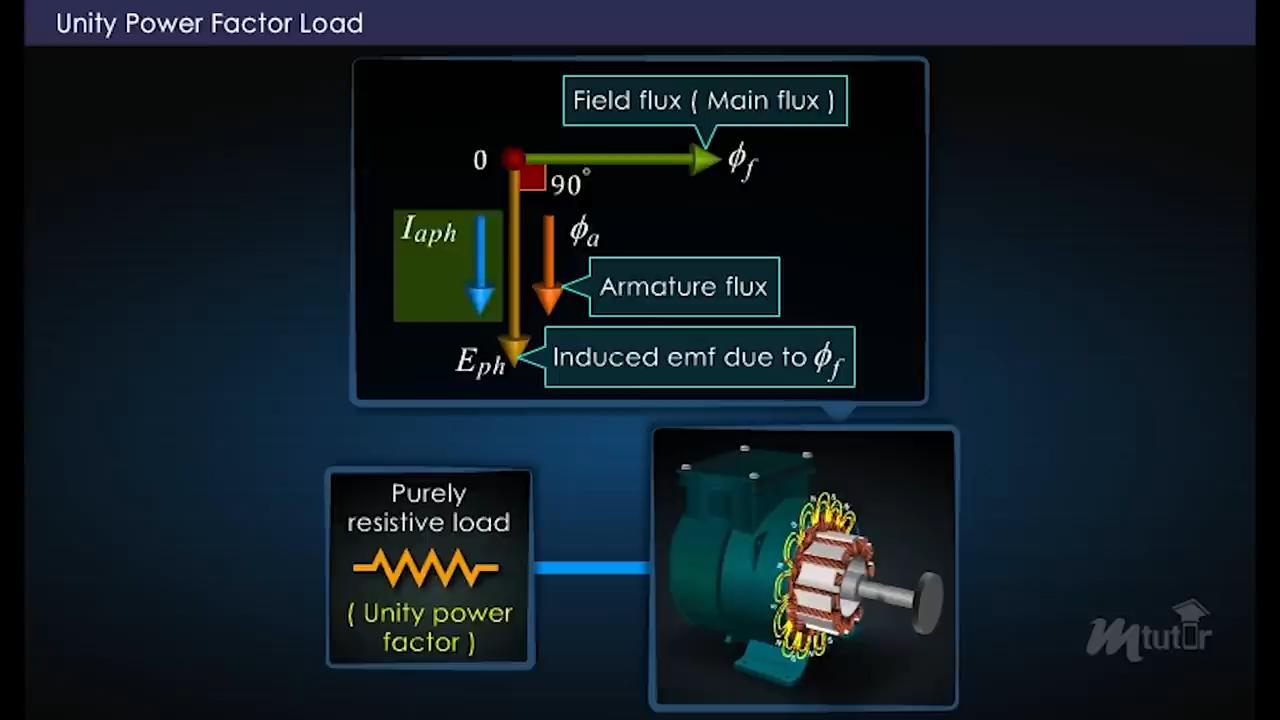 Unity Power Factor Load
Field flux ( Main flux )
0
ϕf
90°
Iaph
ϕa
Armature flux
Eph
Induced emf due to ϕf
Purely
resistive load
( Unity power
factor )
mtutor